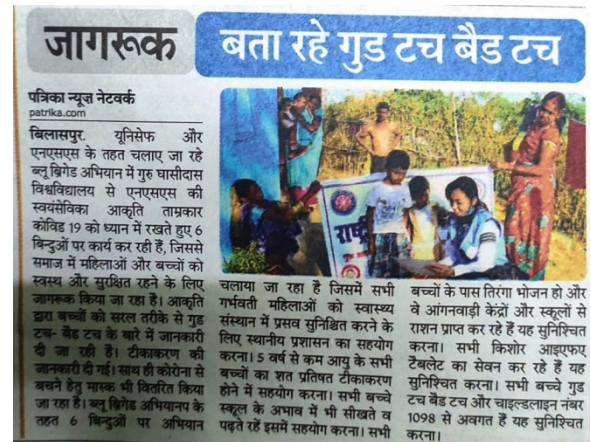 जागरूक
बता रहे गुड टच बैड टच
पत्रिका न्यूज़ नेटवर्क
patrika.com
बिलासपुर. यूनिसेफ और
एनएसएस के तहत चलाए जा रहे
ब्लू ब्रिगेड अभियान में गुरु घासीदास
विश्वविद्यालय से एनएसएस की
स्वयंसेविका आकृति ताम्रकार
कोविड 19 को ध्यान में रखते हुए 6
बिन्दुओं पर कार्य कर रही हैं, जिससे
समाज में महिलाओं और बच्चों को
स्वस्थ और सुरक्षित रहने के लिए
जागरूक किया जा रहा है। आकृति
द्वारा बच्चों को सरल तरीके से गुड
टच- बैड टच के बारे में जानकारी
दी जा रही है। टीकाकरण की
जानकारी दी गई। साथ ही कोरोना से
बचने हेतु मास्क भी वितरित किया
जा रहा है। ब्लू ब्रिगेड अभियानप के
तहत 6 बिन्दुओं पर अभियान
राष्ट्री
चलाया जा रहा है जिसमें सभी
गर्भवती महिलाओं को स्वास्थ्य
संस्थान में प्रसव सुनिश्चित करने के
लिए स्थानीय प्रशासन का सहयोग
करना। 5 वर्ष से कम आयु के सभी
बच्चों का शत प्रतिषत टीकाकरण
होने में सहयोग करना। सभी बच्चे
स्कूल के अभाव में भी सीखते व
पढ़ते रहें इसमें सहयोग करना। सभी
बच्चों के पास तिरंगा भोजन हो और
वे आंगनवाड़ी केंद्रों और स्कूलों से
राशन प्राप्त कर रहे हैं यह सुनिश्चित
करना। सभी किशोर आइएफए
टैबलेट का सेवन कर रहे हैं यह
सुनिश्चित करना। सभी बच्चे गुड
टच बैड टच और चाइल्डलाइन नंबर
1098 से अवगत हैं यह सुनिश्चित
करना।